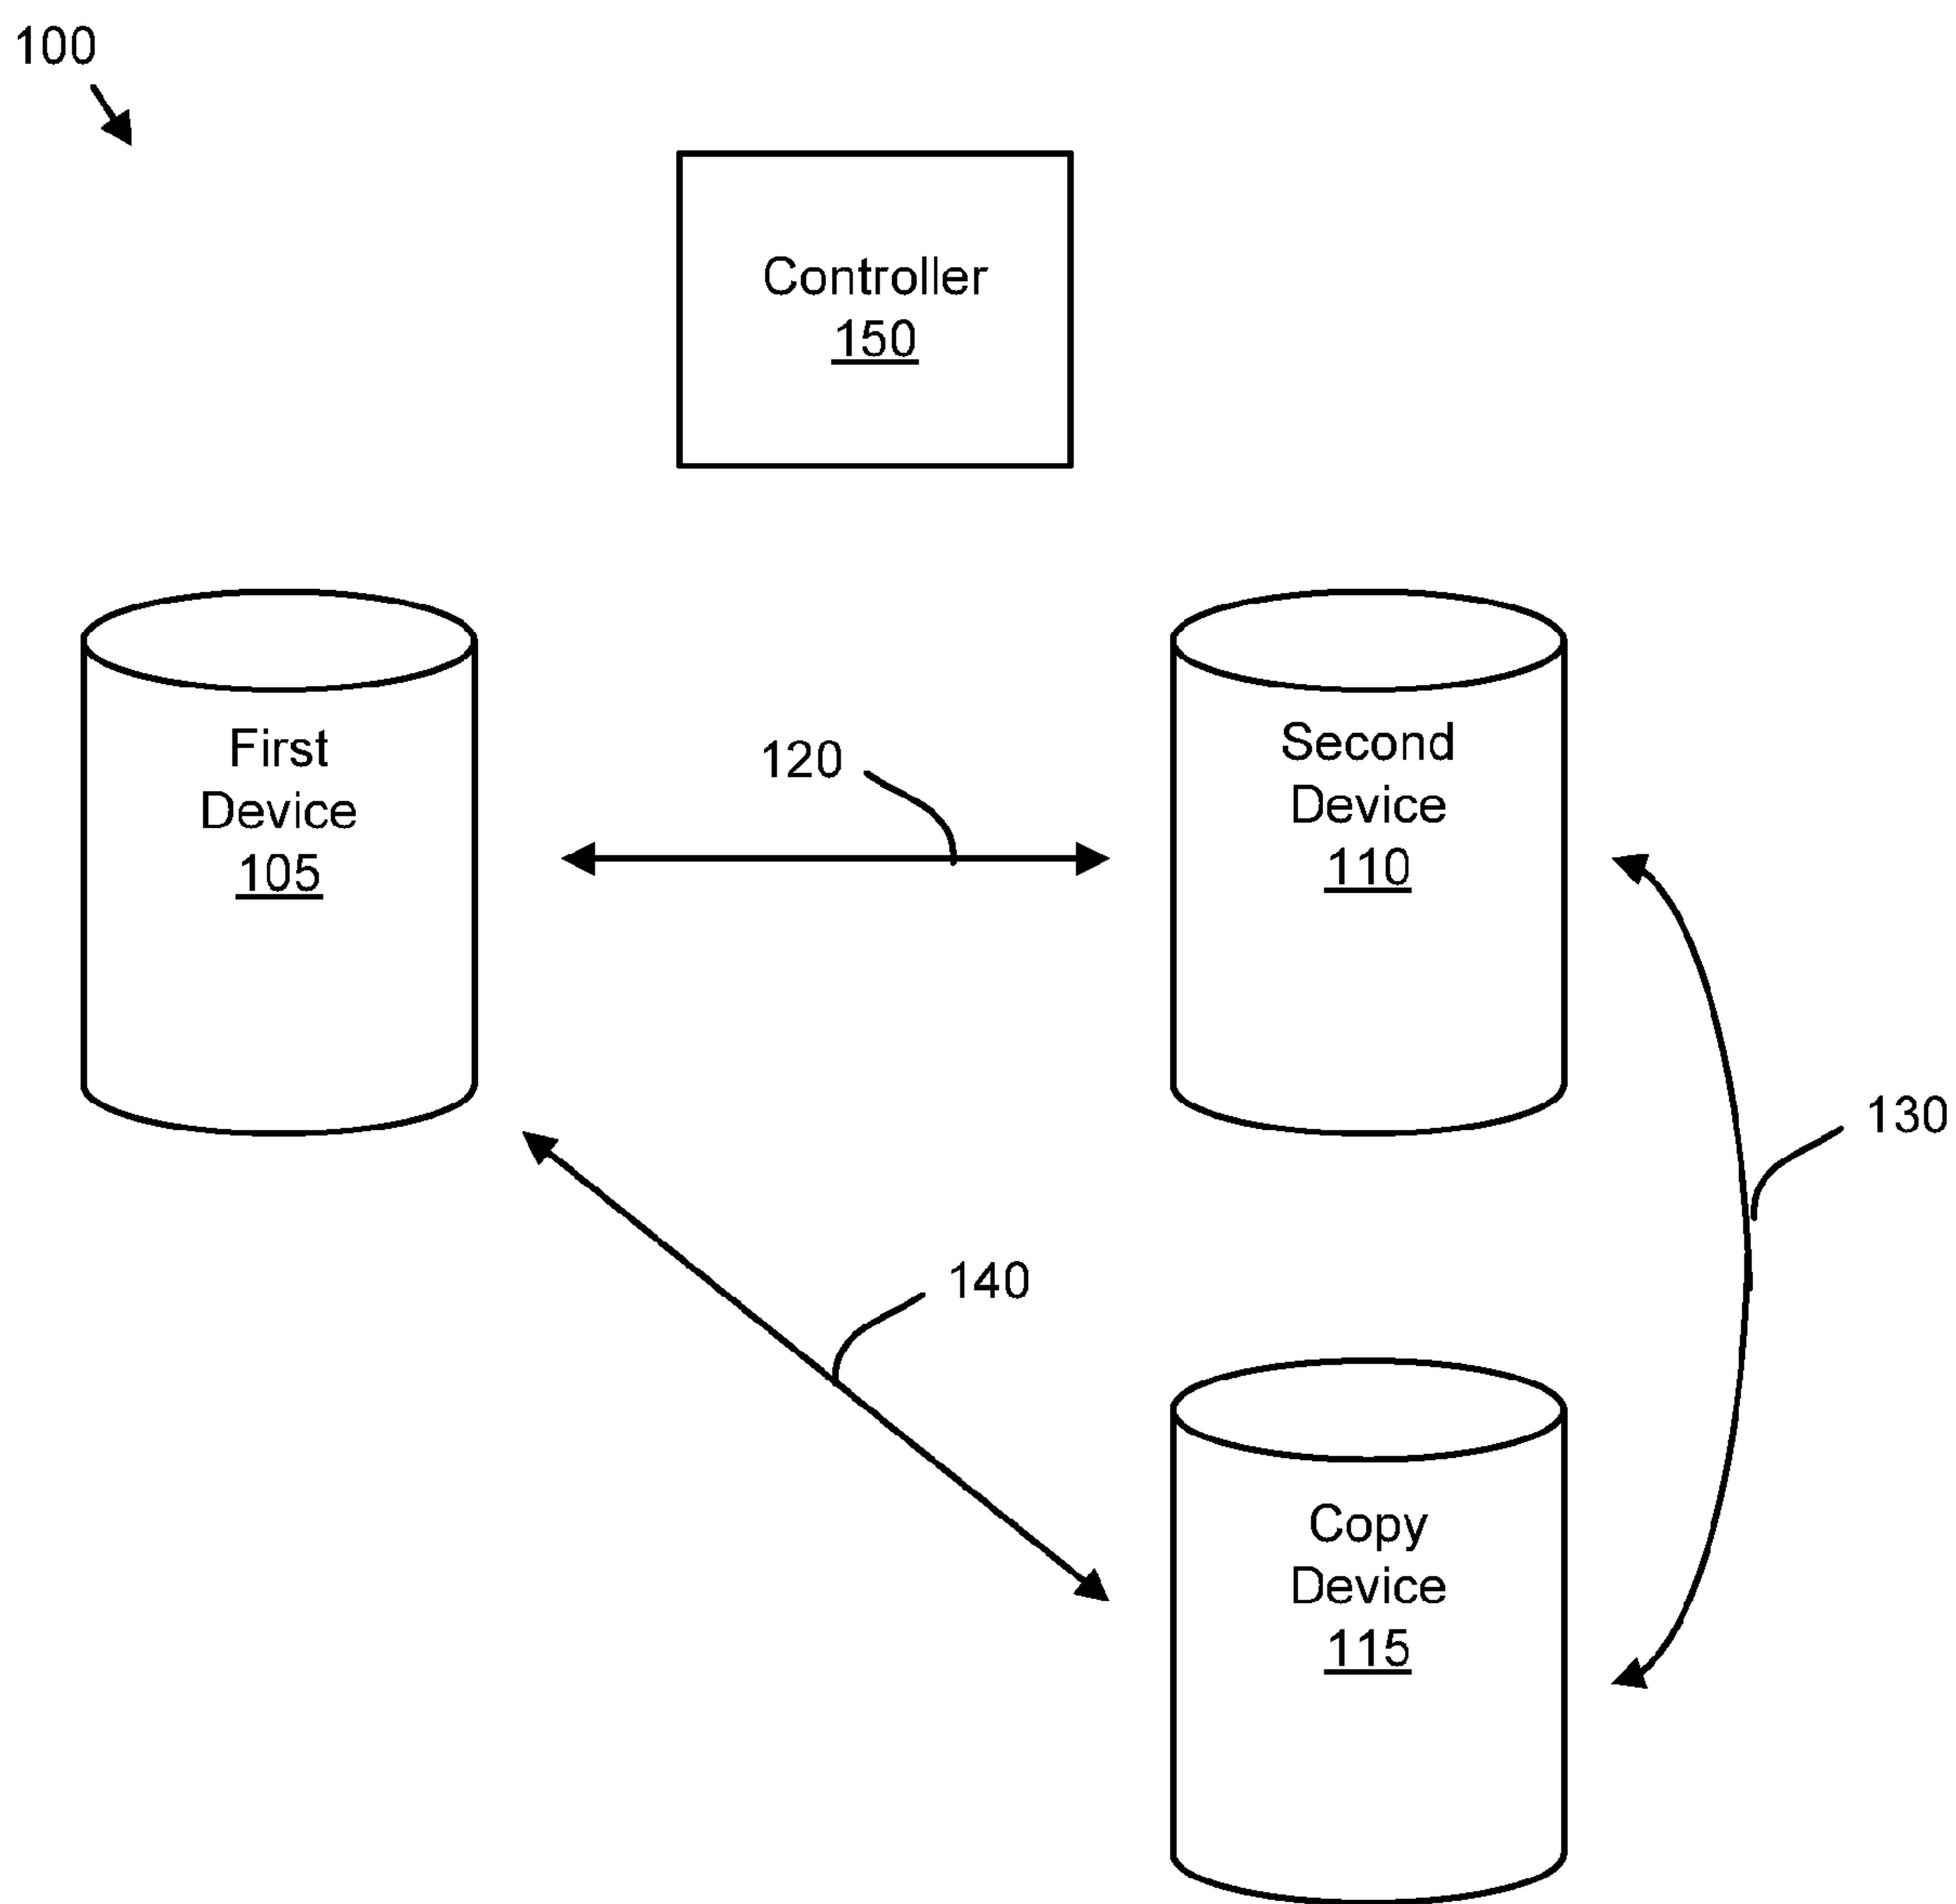 100
Controller
150
First
Device
105
120
Second
Device
110
130
140
Copy
Device
115